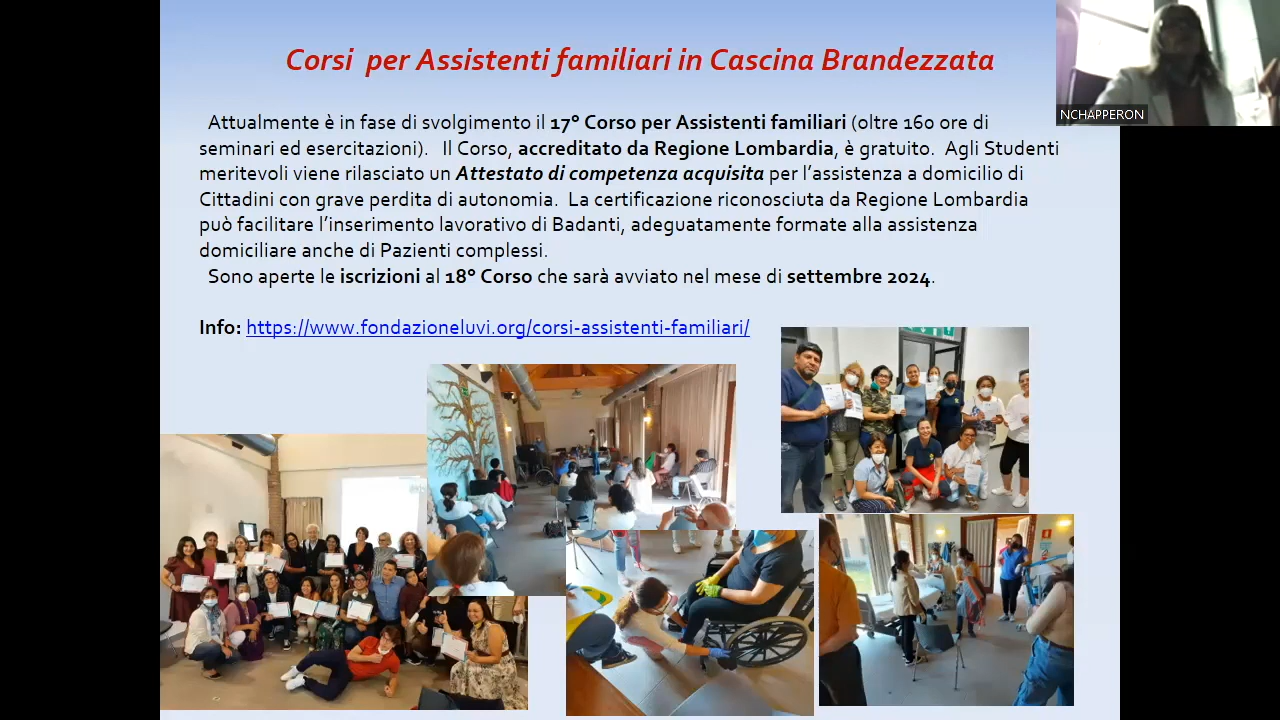 Corsi per Assistenti familiari in Cascina Brandezzata
NCHAPPERON
Attualmente è in fase di svolgimento il 17° Corso per Assistenti familiari (oltre 160 ore di
seminari ed esercitazioni). Il Corso, accreditato da Regione Lombardia, è gratuito. Agli Studenti
meritevoli viene rilasciato un Attestato di competenza acquisita per l'assistenza a domicilio di
Cittadini con grave perdita di autonomia. La certificazione riconosciuta da Regione Lombardia
può facilitare l'inserimento lavorativo di Badanti, adeguatamente formate alla assistenza
domiciliare anche di Pazienti complessi.
Sono aperte le iscrizioni al 18° Corso che sarà avviato nel mese di settembre 2024.
Info: https://www.fondazioneluvi.org/corsi-assistenti-familiari/